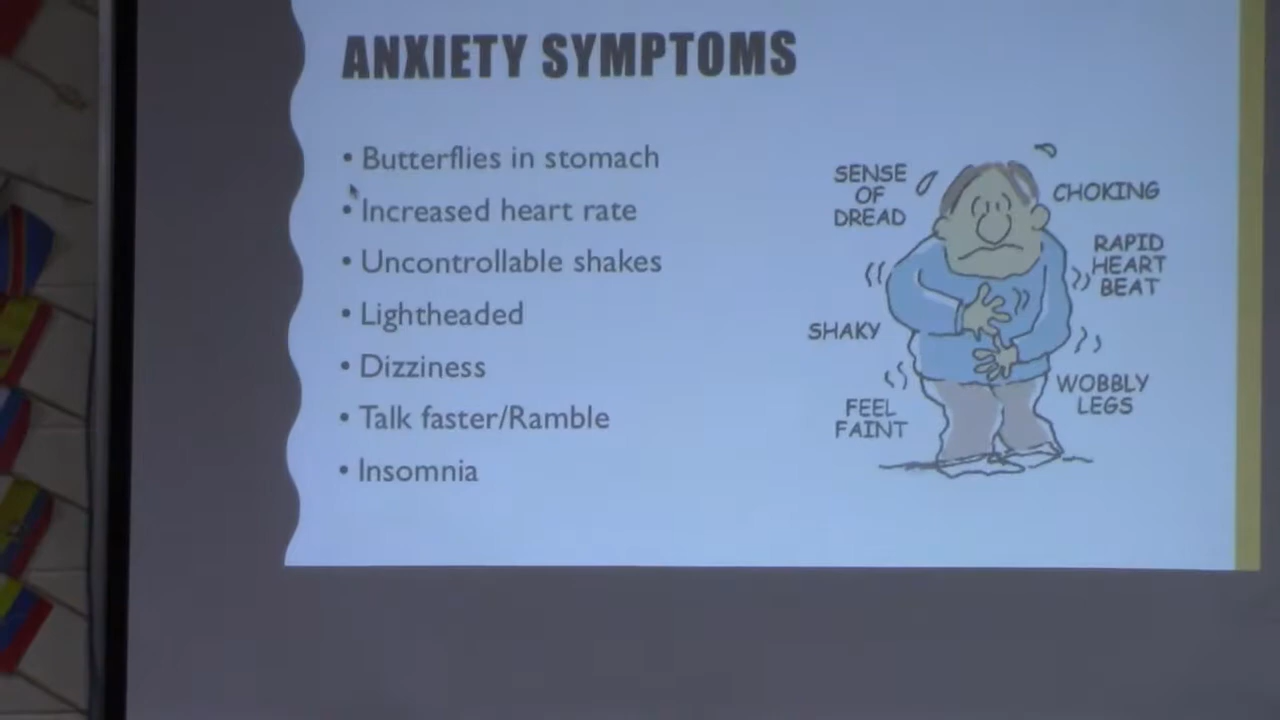 ANXIETY SYMPTOMS
• Butterflies in stomach
• Increased heart rate
• Uncontrollable shakes
• Lightheaded
• Dizziness
• Talk faster/Ramble
• Insomnia
SENSE
OF
DREAD
CHOKING
RAPID
HEART
BEAT
SHAKY
WOBBLY
LEGS
FEEL
FAINT